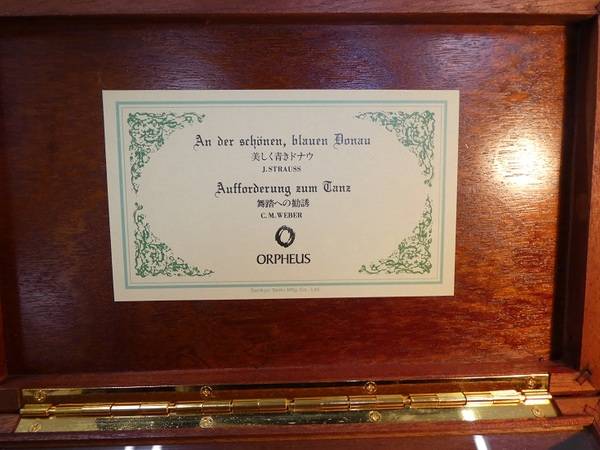 An der schönen, blauen Donau
美しく青きドナウ
J. STRAUSS
Aufforderung zum Tanz
舞踏への勧誘
C. M. WEBER
ORPHEUS
Sankyo Seiki Mfg. Co., Ltd.